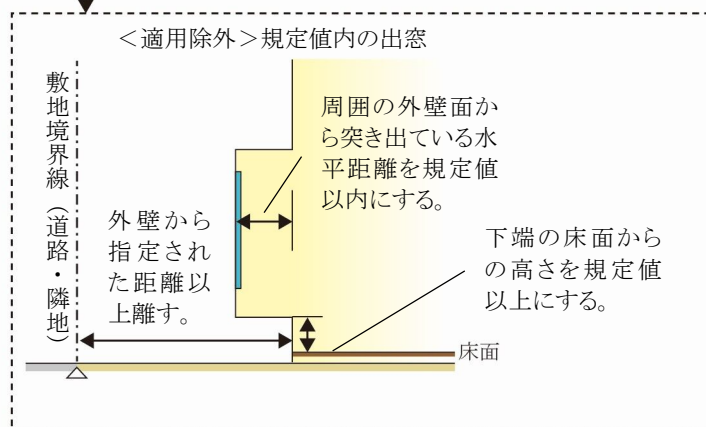 ＜適用除外＞規定値内の出窓
敷地境界線（道路・隣地）
周囲の外壁面か
ら突き出ている水
平距離を規定値
以内にする。
外壁から
指定され
た距離以
上離す。
下端の床面から
の高さを規定値
以上にする。
床面